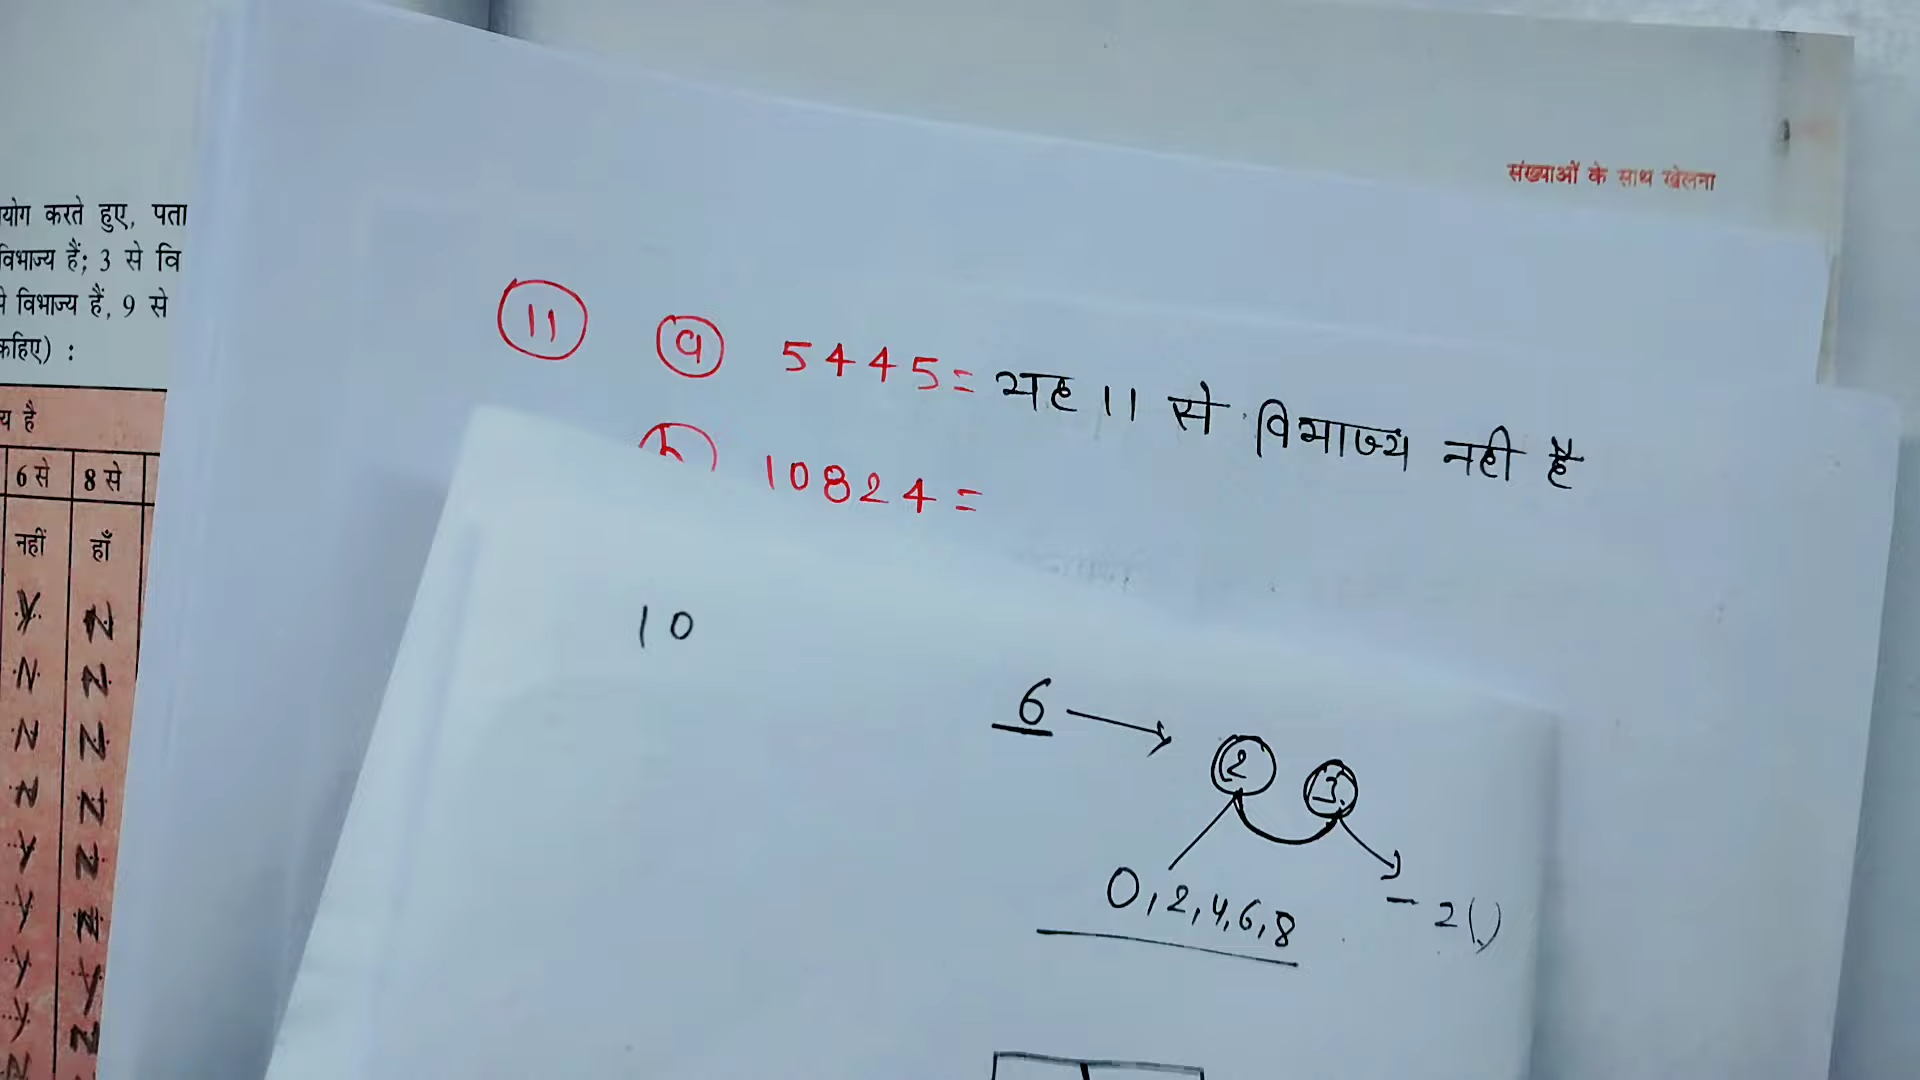 संख्याओं के साथ खेलना
योग करते हुए, पता
विभाज्य हैं; 3 से वि
विभाज्य हैं, 9 से
कहिए) :
य है
6 से 8 से
नहीं हाँ
Y N
N N
N N
N N
Y N
Y N
Y Y
Y N
N
11 a 5445 = यह 11 से विभाज्य नही है
b 10824 =
10
6 → 2 3
0, 2, 4, 6, 8 - 2()